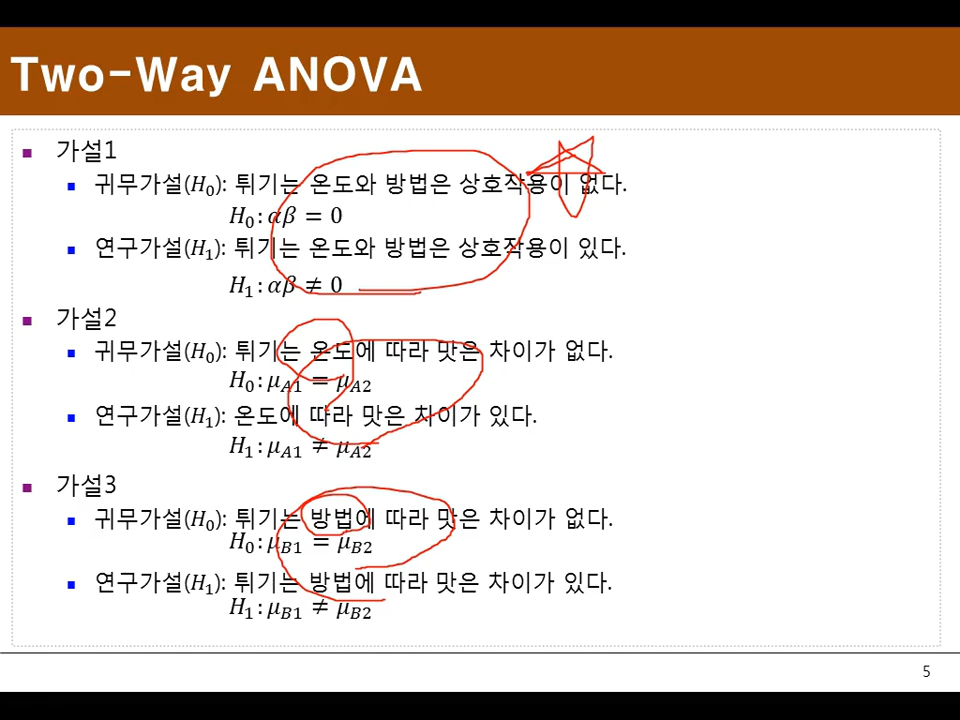 Two-Way ANOVA
가설1
귀무가설(H₀): 튀기는 온도와 방법은 상호작용이 없다.
H₀: αβ = 0
연구가설(H₁): 튀기는 온도와 방법은 상호작용이 있다.
H₁: αβ ≠ 0
가설2
귀무가설(H₀): 튀기는 온도에 따라 맛은 차이가 없다.
H₀: μ_A1 = μ_A2
연구가설(H₁): 온도에 따라 맛은 차이가 있다.
H₁: μ_A1 ≠ μ_A2
가설3
귀무가설(H₀): 튀기는 방법에 따라 맛은 차이가 없다.
H₀: μ_B1 = μ_B2
연구가설(H₁): 튀기는 방법에 따라 맛은 차이가 있다.
H₁: μ_B1 ≠ μ_B2
5